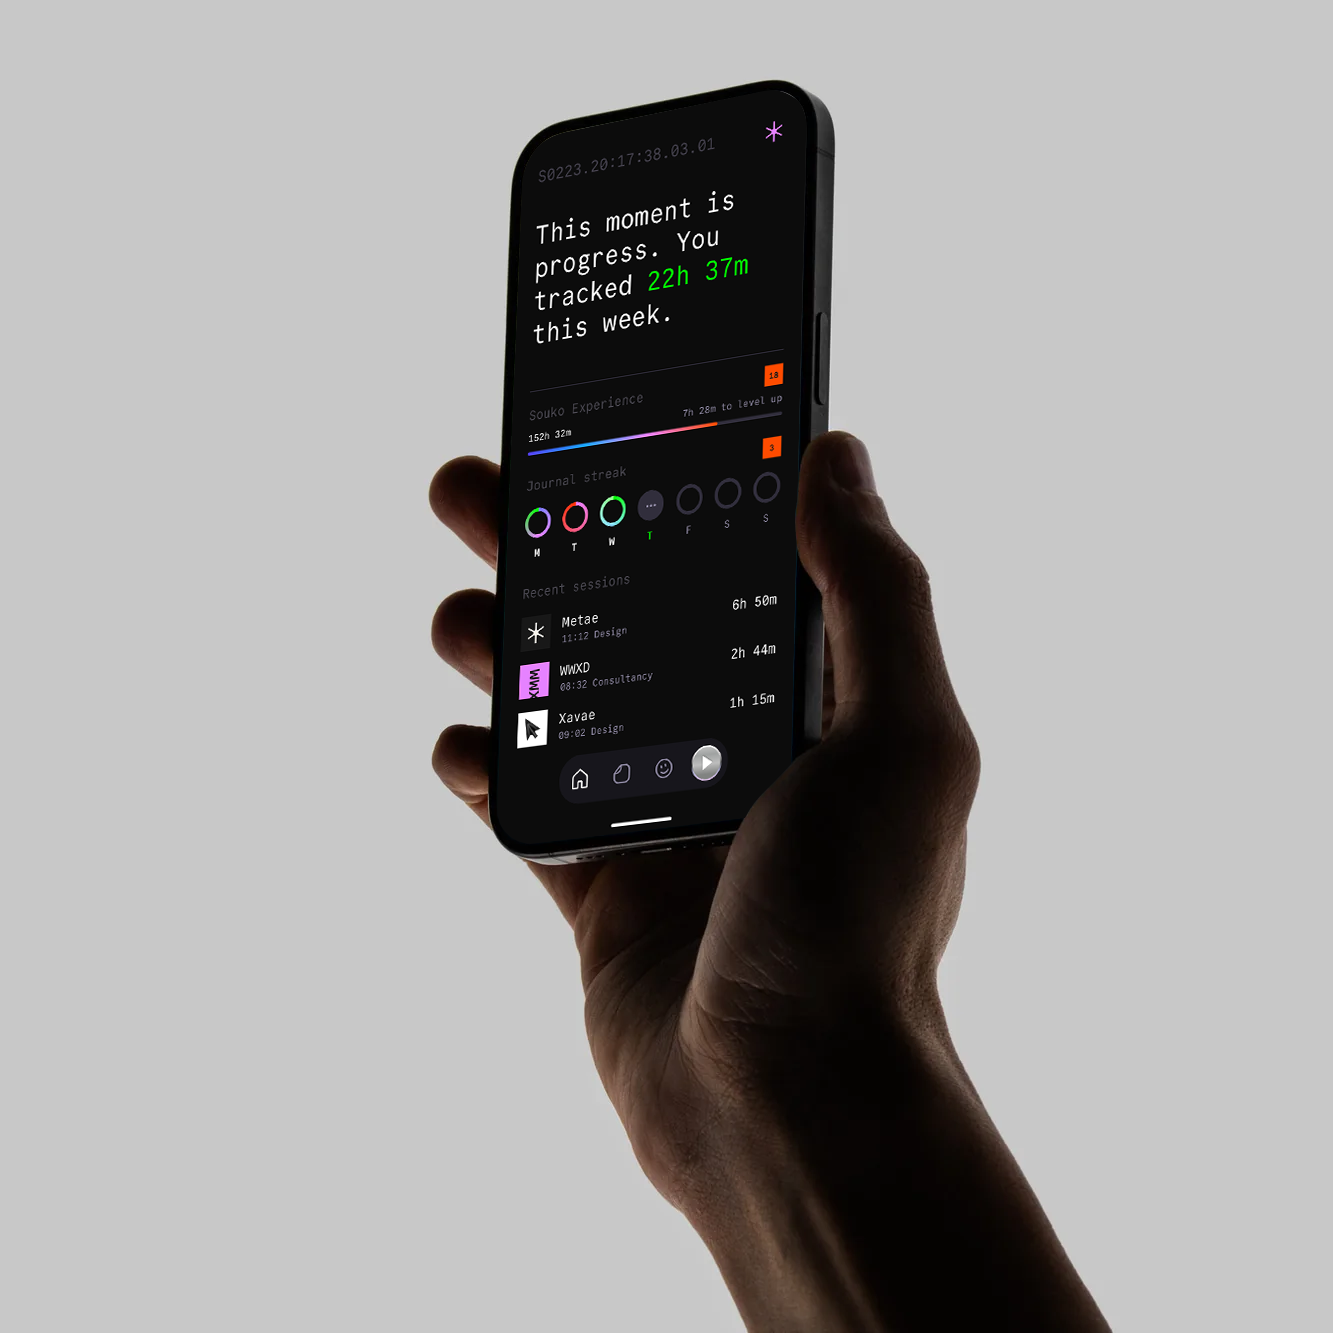 S0223.20:17:38.03.01
This moment is
progress. You
tracked 22h 37m
this week.
18
Souko Experience
7h 28m to level up
152h 32m
3
Journal streak
M T W T F S S
Recent sessions
Metae
6h 50m
11:12 Design
WWXD
2h 44m
08:32 Consultancy
WWX
Xavae
1h 15m
09:02 Design